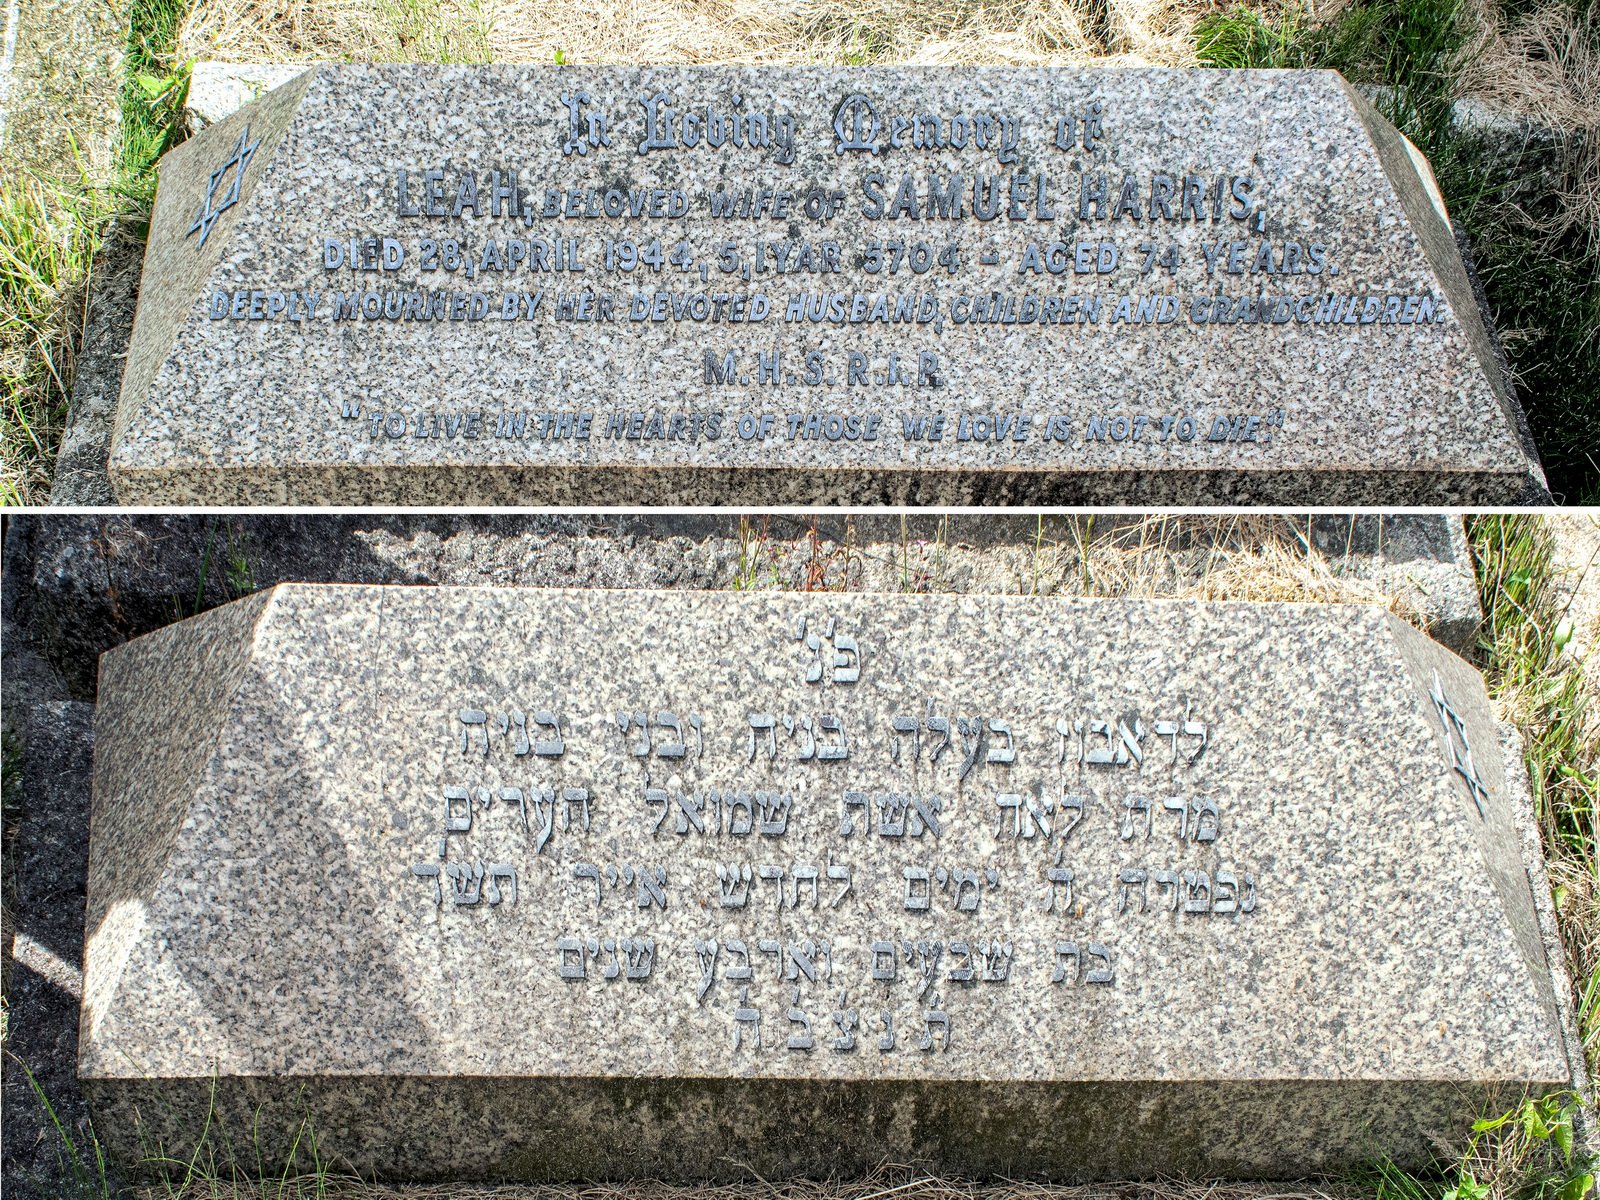 In Loving Memory of
LEAH, BELOVED WIFE OF SAMUEL HARRIS,
DIED 28, APRIL 1944, 5, IYAR 5704 - AGED 74 YEARS.
DEEPLY MOURNED BY HER DEVOTED HUSBAND, CHILDREN AND GRANDCHILDREN.
M.H.S.R.I.P.
"TO LIVE IN THE HEARTS OF THOSE WE LOVE IS NOT TO DIE."
פ'נ'
לדאבון בעלה בניה ובני בניה
מרת לאה אשת שמואל הערים
נפטרה ה' ימים לחדש אייר תשד
בת שבעים וארבע שנים
ת'נ'צ'ב'ה'